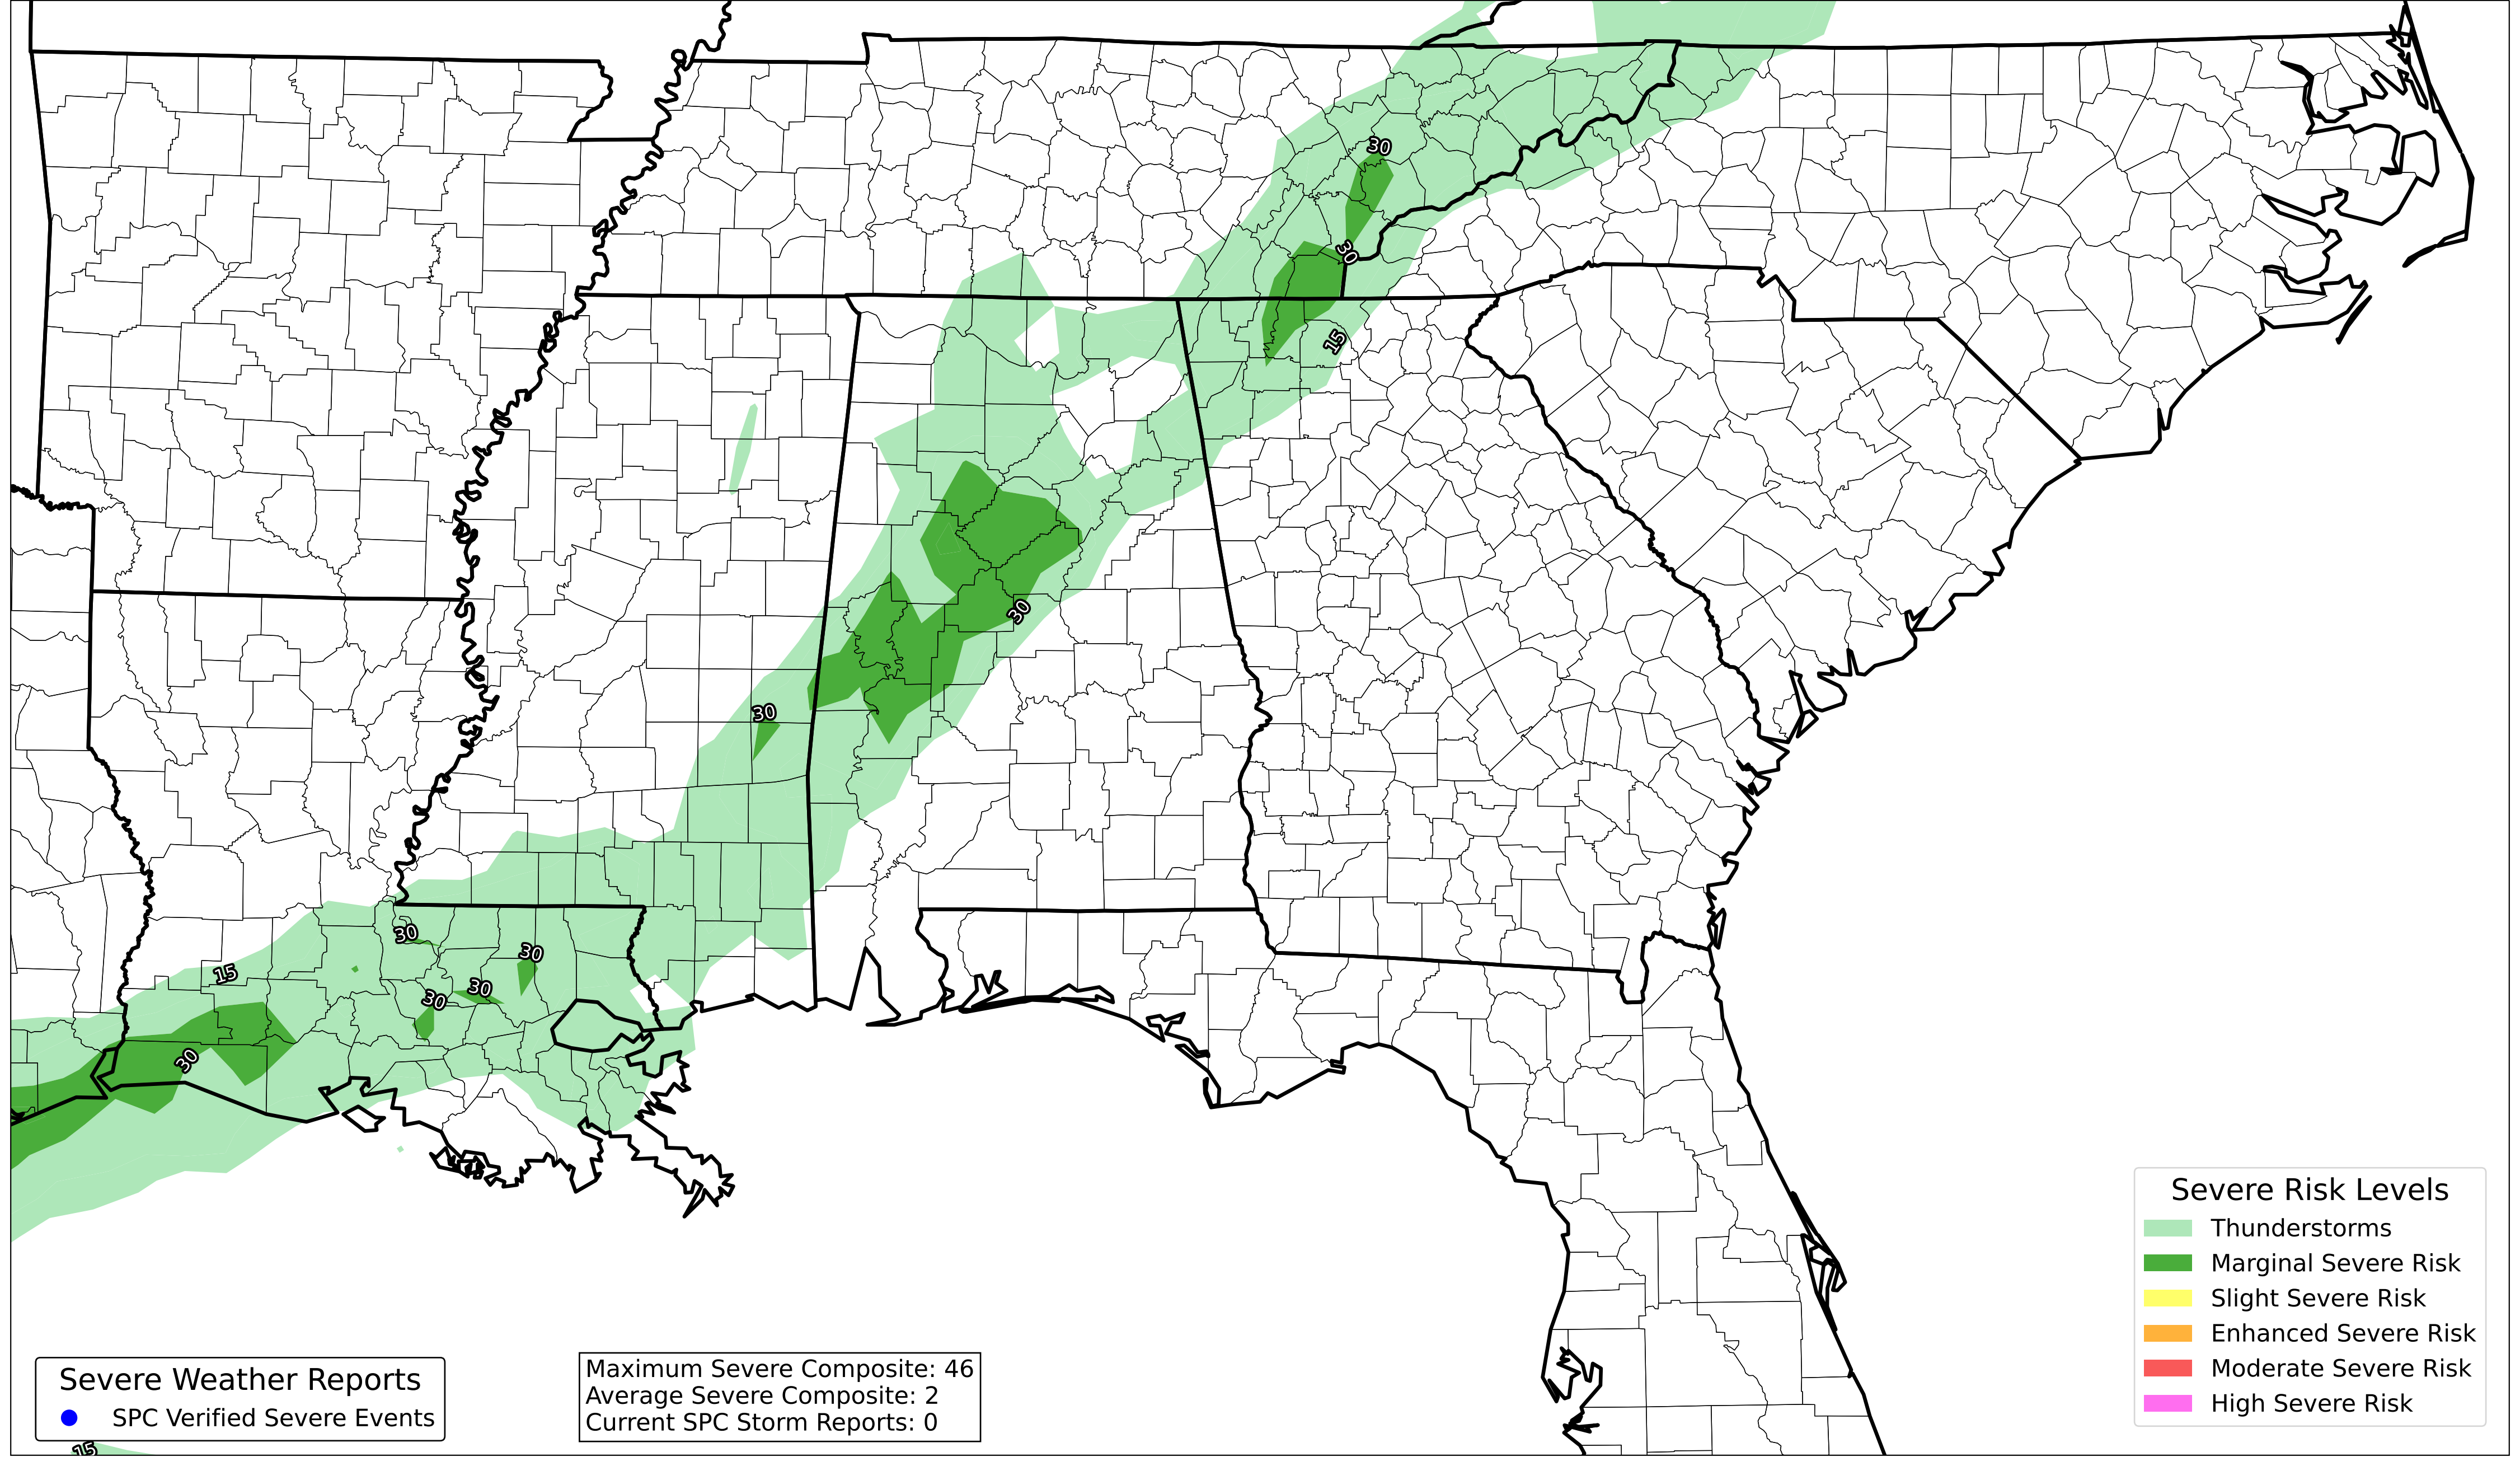 30
30
15
30
30
30
30
30
30
15
30
15
Severe Risk Levels
Thunderstorms
Marginal Severe Risk
Slight Severe Risk
Enhanced Severe Risk
Moderate Severe Risk
High Severe Risk
Severe Weather Reports
SPC Verified Severe Events
Maximum Severe Composite: 46
Average Severe Composite: 2
Current SPC Storm Reports: 0